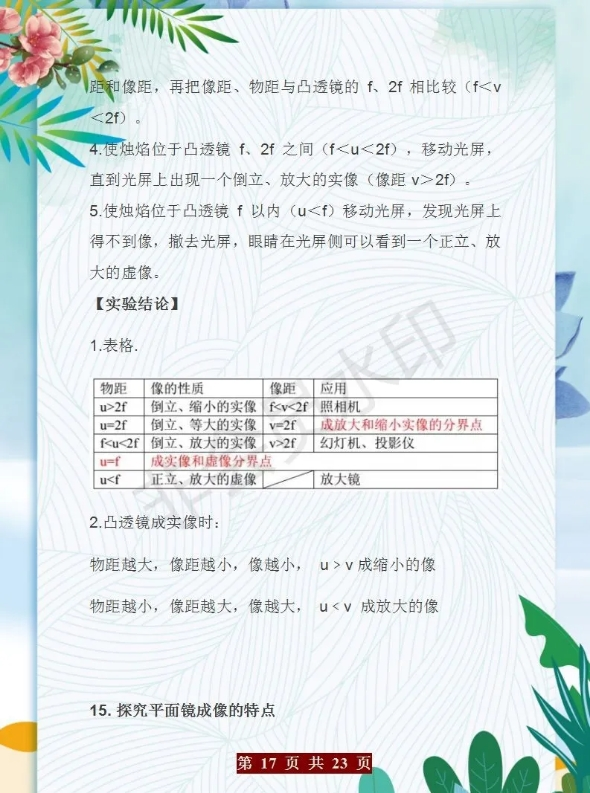 距和像距，再把像距、物距与凸透镜的 f、2f 相比较（f＜v
＜2f）。
4.使烛焰位于凸透镜 f、2f 之间（f＜u＜2f），移动光屏，
直到光屏上出现一个倒立、放大的实像（像距 v＞2f）。
5.使烛焰位于凸透镜 f 以内（u＜f）移动光屏，发现光屏上
得不到像，撤去光屏，眼睛在光屏侧可以看到一个正立、放
大的虚像。
【实验结论】
1.表格.
物距 像的性质 像距 应用
u>2f 倒立、缩小的实像 f<v<2f 照相机
u=2f 倒立、等大的实像 v=2f 成放大和缩小实像的分界点
f<u<2f 倒立、放大的实像 v>2f 幻灯机、投影仪
u=f 成实像和虚像分界点
u<f 正立、放大的虚像 放大镜
2.凸透镜成实像时：
物距越大，像距越小，像越小， u﹥v 成缩小的像
物距越小，像距越大，像越大， u﹤v 成放大的像
15. 探究平面镜成像的特点
第 17 页 共 23 页